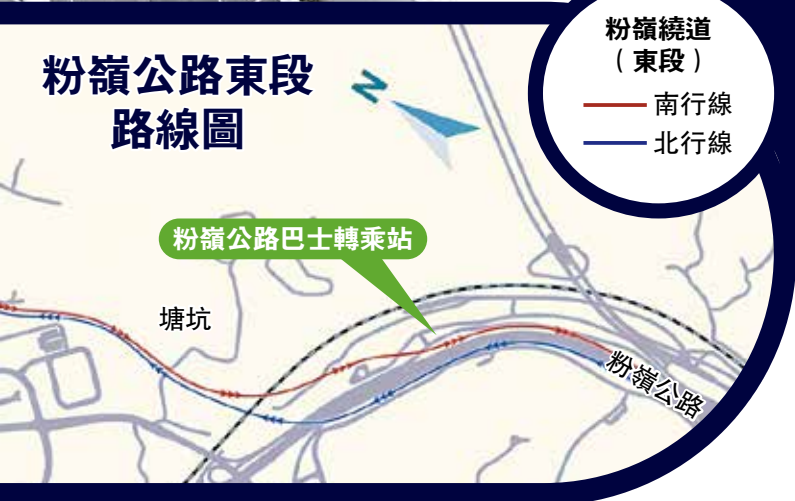 粉嶺公路東段
路線圖
N
粉嶺繞道
（東段）
南行線
北行線
粉嶺公路巴士轉乘站
塘坑
粉嶺公路